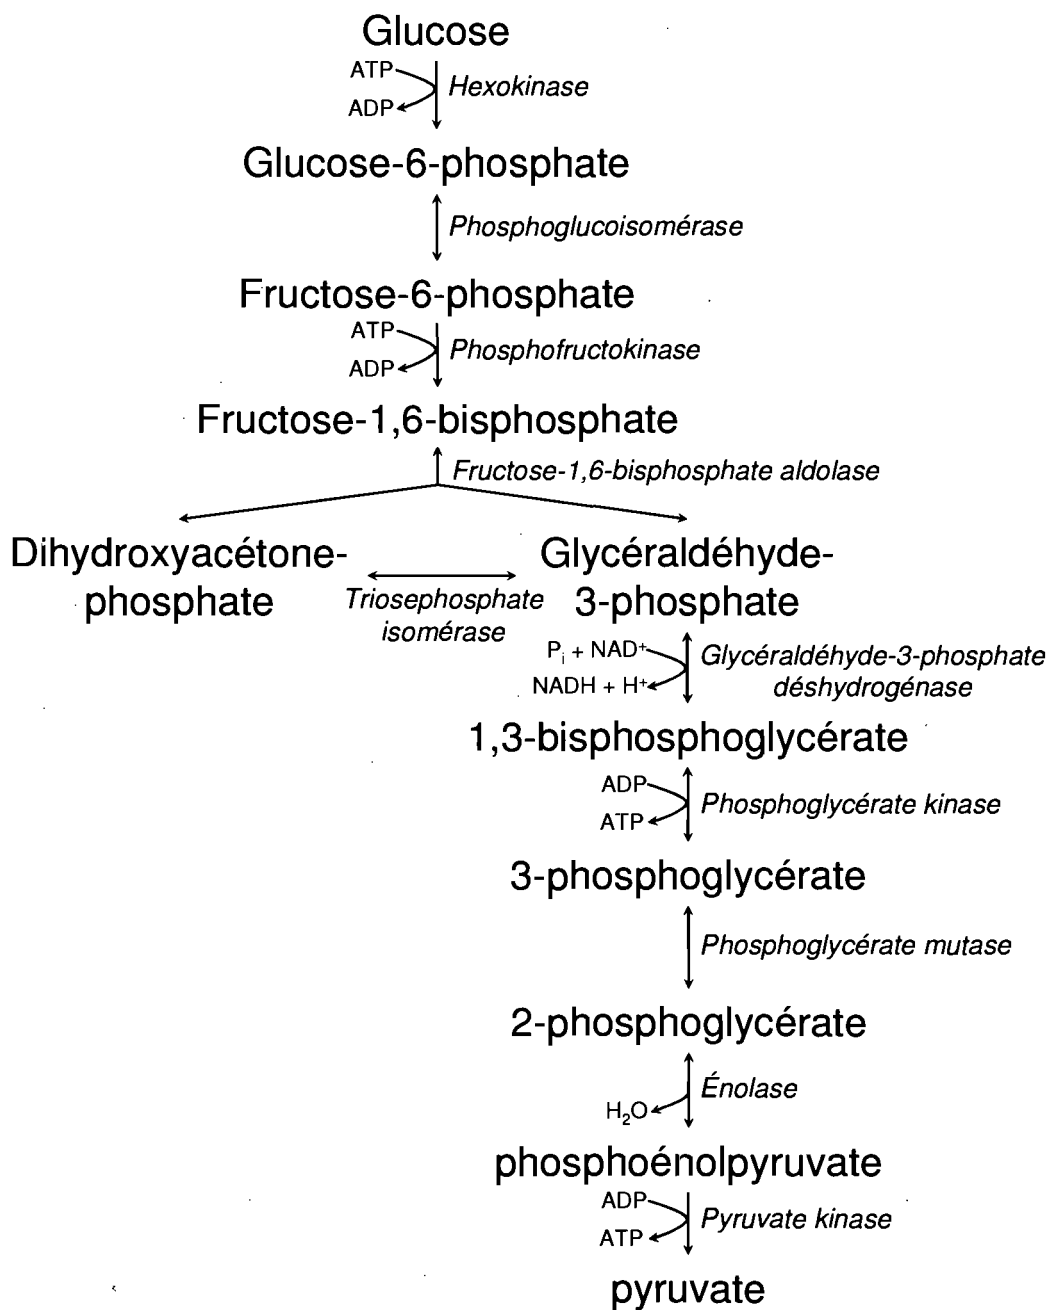 Glucose
ATP
Hexokinase
ADP
Glucose-6-phosphate
Phosphoglucoisomérase
Fructose-6-phosphate
ATP
Phosphofructokinase
ADP
Fructose-1,6-bisphosphate
Fructose-1,6-bisphosphate aldolase
Dihydroxyacétone-
phosphate
Triosephosphate
isomérase
Glycéraldéhyde-
3-phosphate
Pi + NAD+
NADH + H+
Glycéraldéhyde-3-phosphate
déshydrogénase
1,3-bisphosphoglycérate
ADP
Phosphoglycérate kinase
ATP
3-phosphoglycérate
Phosphoglycérate mutase
2-phosphoglycérate
Énolase
H2O
phosphoénolpyruvate
ADP
Pyruvate kinase
ATP
pyruvate